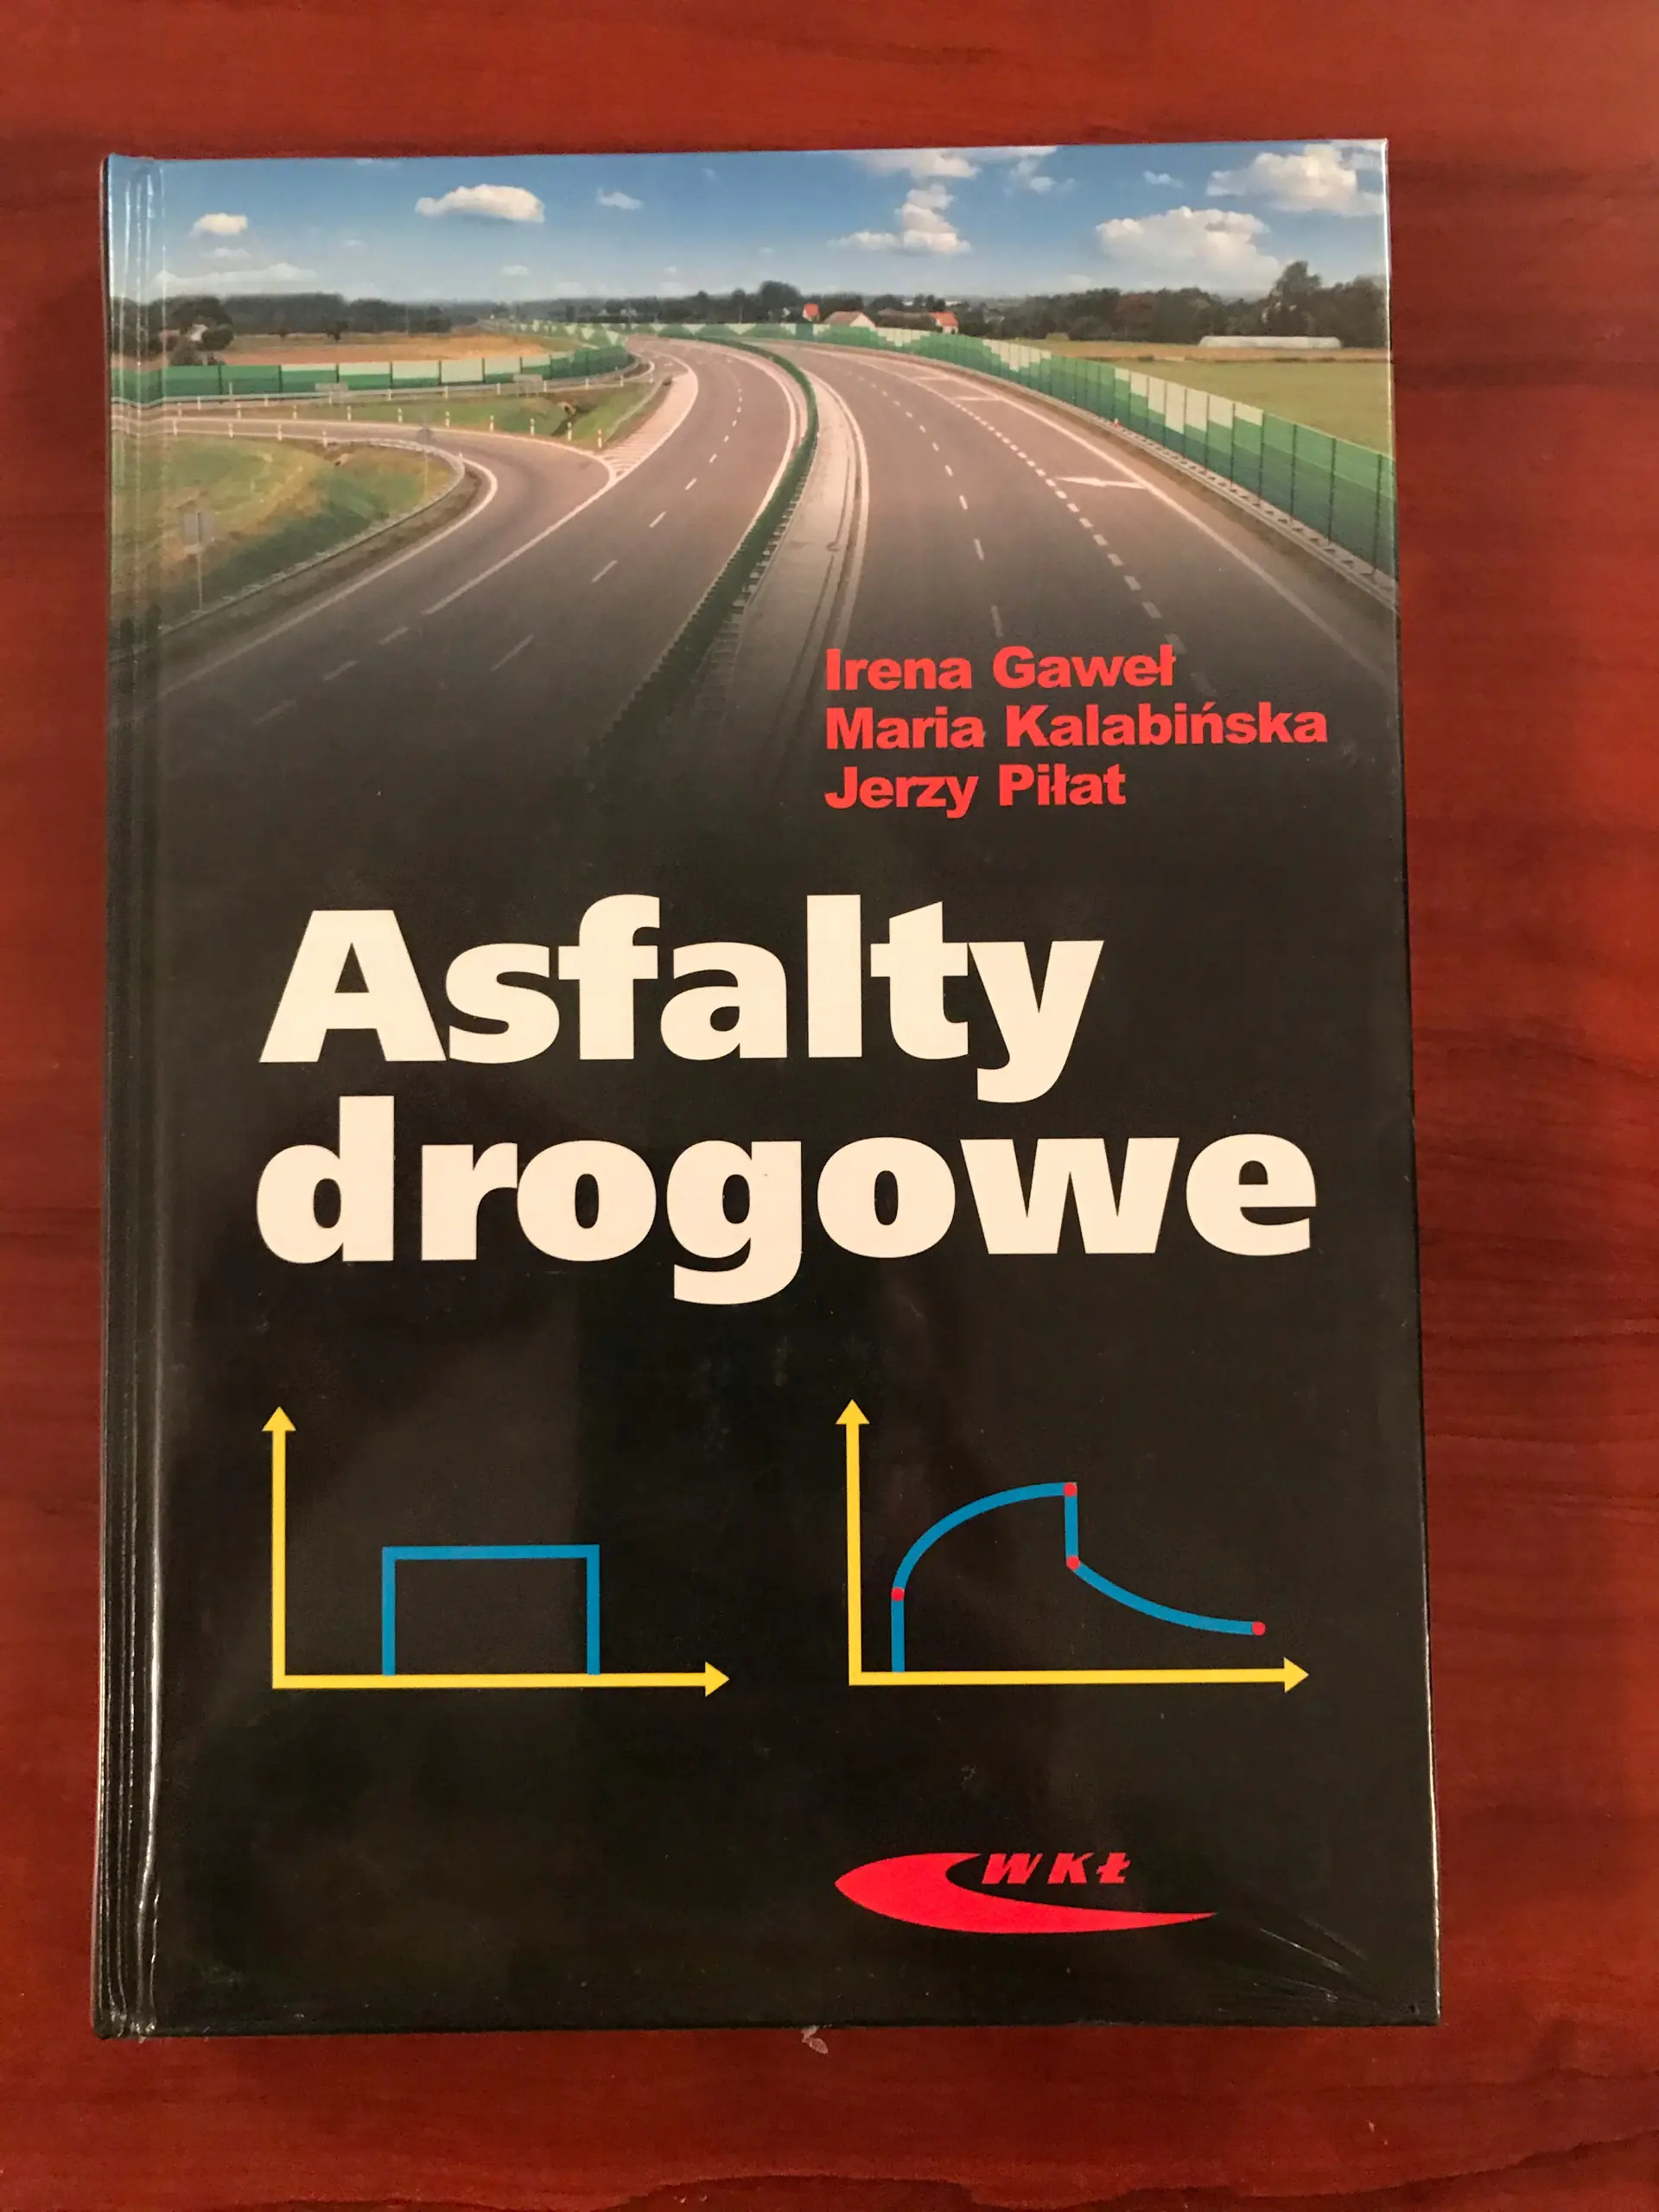 Irena Gaweł
Maria Kalabińska
Jerzy Piłat
Asfalty
drogowe
WKŁ